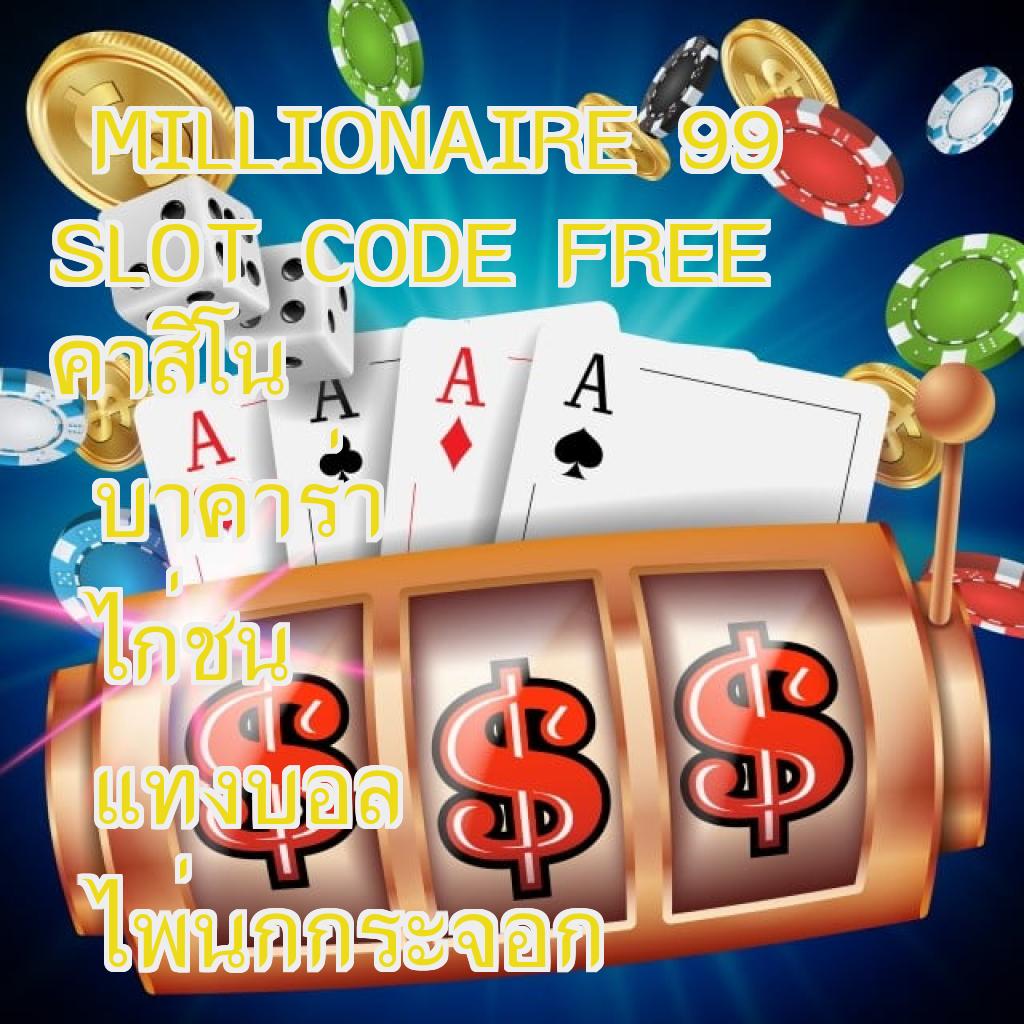 MILLIONAIRE 99
SLOT CODE FREE
คาสิโน
A A A A
บาคาร่า
ไก่ชน
$ $ $
แทงบอล
ไพ่นกกระจอก